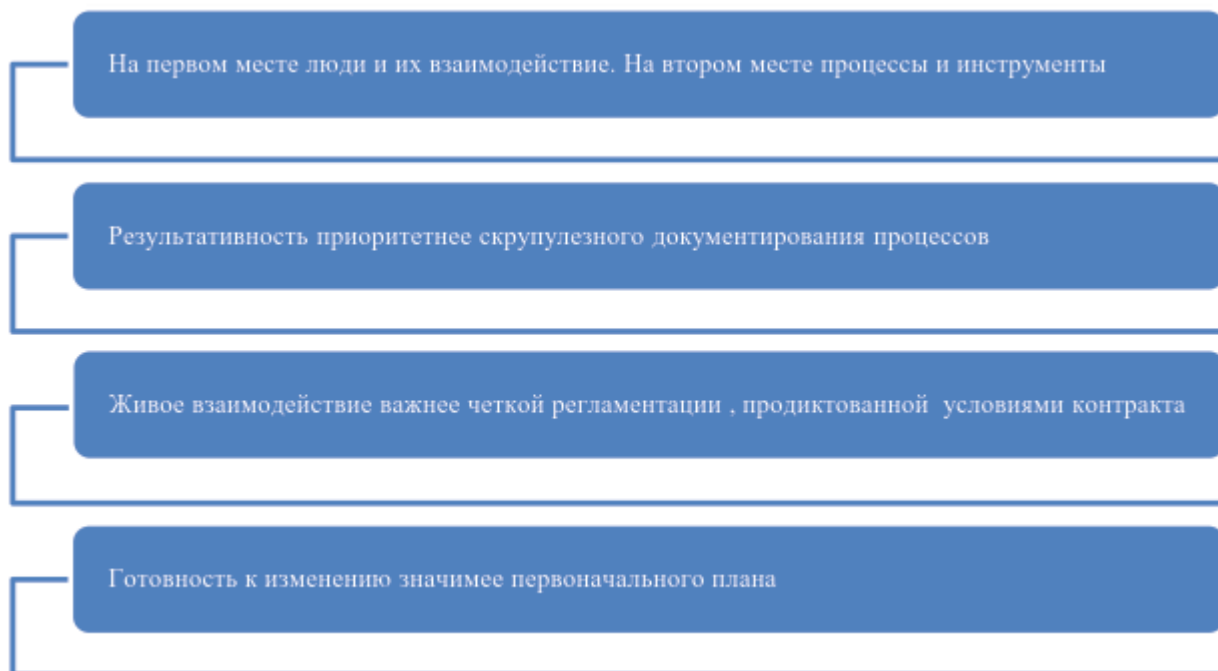 На первом месте люди и их взаимодействие. На втором месте процессы и инструменты
Результативность приоритетнее скрупулезного документирования процессов
Живое взаимодействие важнее четкой регламентации , продиктованной  условиями контракта
Готовность к изменению значимее первоначального плана